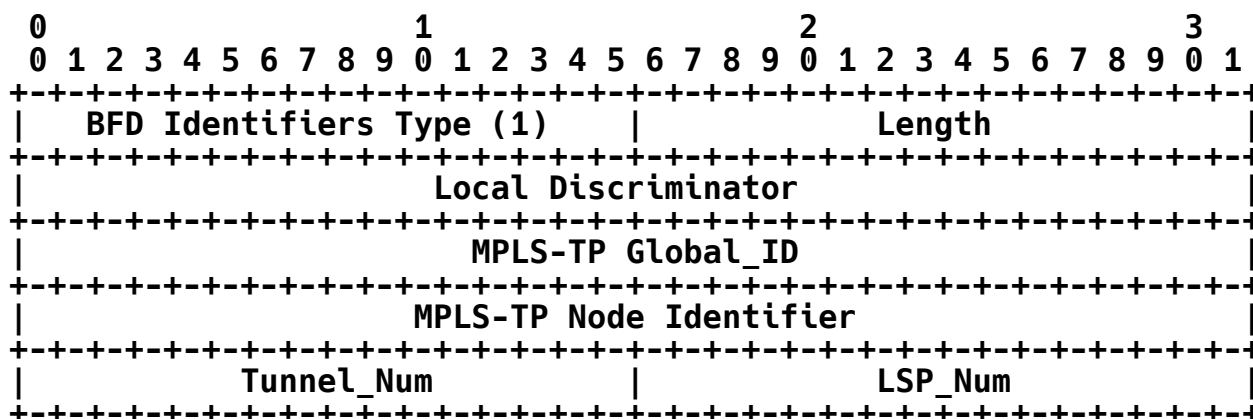 0                   1                   2                   3
 0 1 2 3 4 5 6 7 8 9 0 1 2 3 4 5 6 7 8 9 0 1 2 3 4 5 6 7 8 9 0 1
+-+-+-+-+-+-+-+-+-+-+-+-+-+-+-+-+-+-+-+-+-+-+-+-+-+-+-+-+-+-+-+-+
|   BFD Identifiers Type (1)    |            Length             |
+-+-+-+-+-+-+-+-+-+-+-+-+-+-+-+-+-+-+-+-+-+-+-+-+-+-+-+-+-+-+-+-+
|                     Local Discriminator                       |
+-+-+-+-+-+-+-+-+-+-+-+-+-+-+-+-+-+-+-+-+-+-+-+-+-+-+-+-+-+-+-+-+
|                       MPLS-TP Global_ID                       |
+-+-+-+-+-+-+-+-+-+-+-+-+-+-+-+-+-+-+-+-+-+-+-+-+-+-+-+-+-+-+-+-+
|                    MPLS-TP Node Identifier                    |
+-+-+-+-+-+-+-+-+-+-+-+-+-+-+-+-+-+-+-+-+-+-+-+-+-+-+-+-+-+-+-+-+
|           Tunnel_Num          |            LSP_Num            |
+-+-+-+-+-+-+-+-+-+-+-+-+-+-+-+-+-+-+-+-+-+-+-+-+-+-+-+-+-+-+-+-+